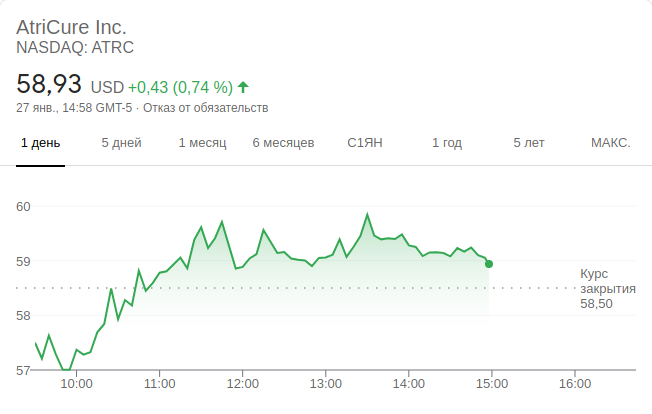 AtriCure Inc.
NASDAQ: ATRC
58,93 USD +0,43 (0,74 %)
27 янв., 14:58 GMT-5 · Отказ от обязательств
1 день 5 дней 1 месяц 6 месяцев С1ЯН 1 год 5 лет МАКС.
60
59
Курс
закрытия
58,50
58
57
10:00 11:00 12:00 13:00 14:00 15:00 16:00